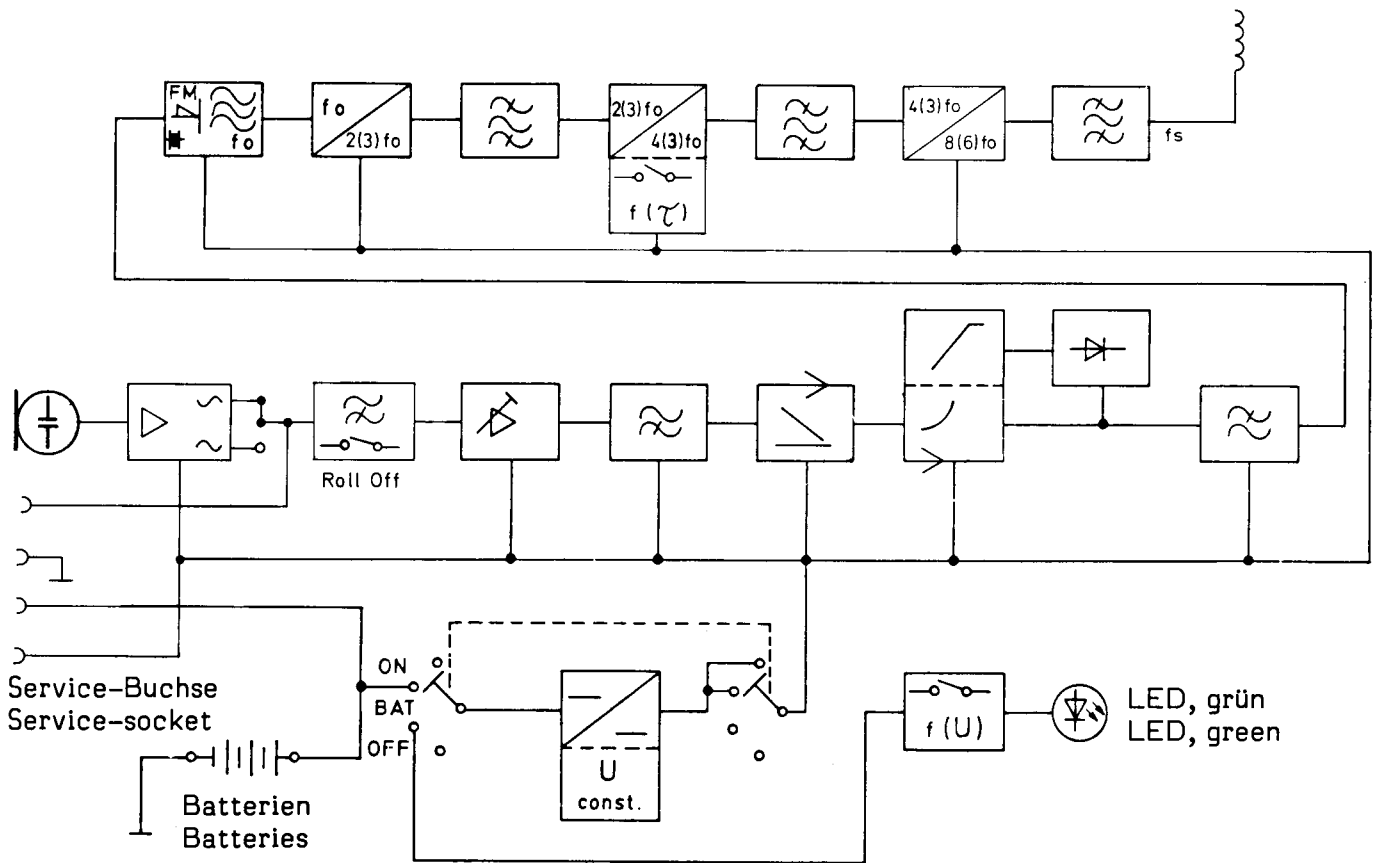 FM
fo
fo
2(3)fo
2(3)fo
4(3)fo
f(τ)
4(3)fo
8(6)fo
fs
Roll Off
Service-Buchse
Service-socket
ON
BAT
OFF
U
const.
f(U)
LED, grün
LED, green
Batterien
Batteries